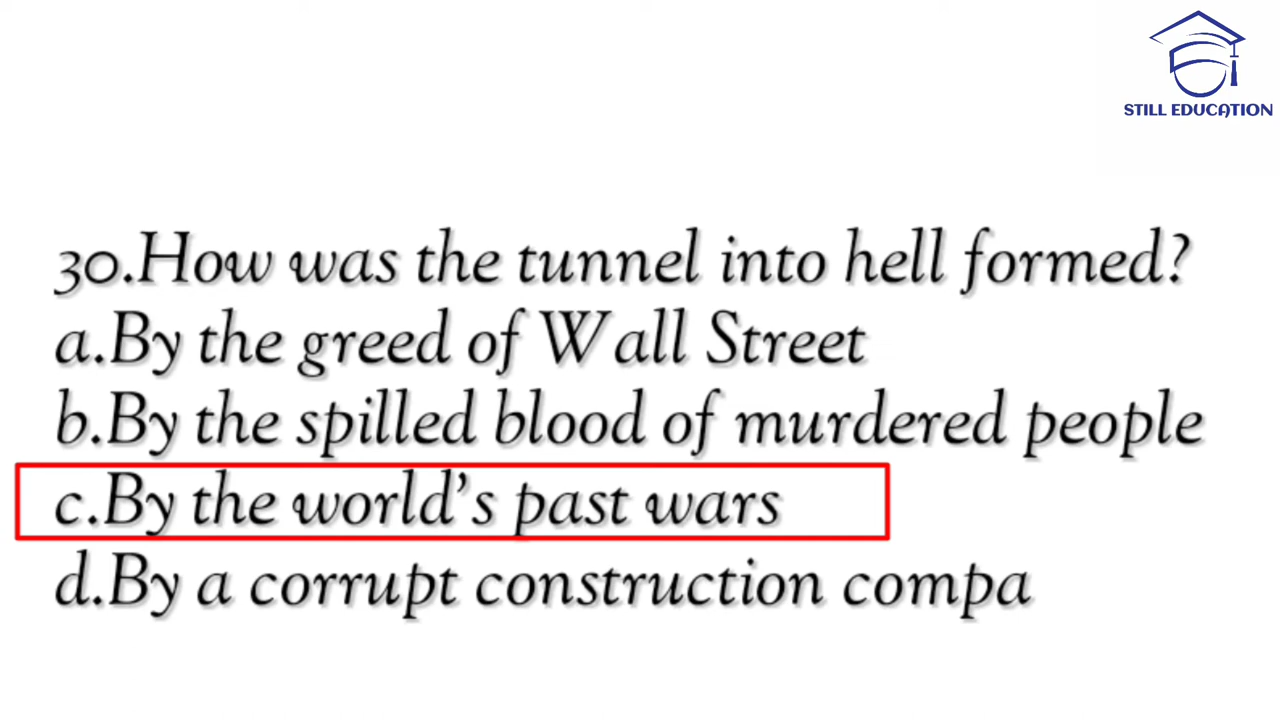 STILL EDUCATION
30.How was the tunnel into hell formed?
a.By the greed of Wall Street
b.By the spilled blood of murdered people
c.By the world’s past wars
d.By a corrupt construction compa